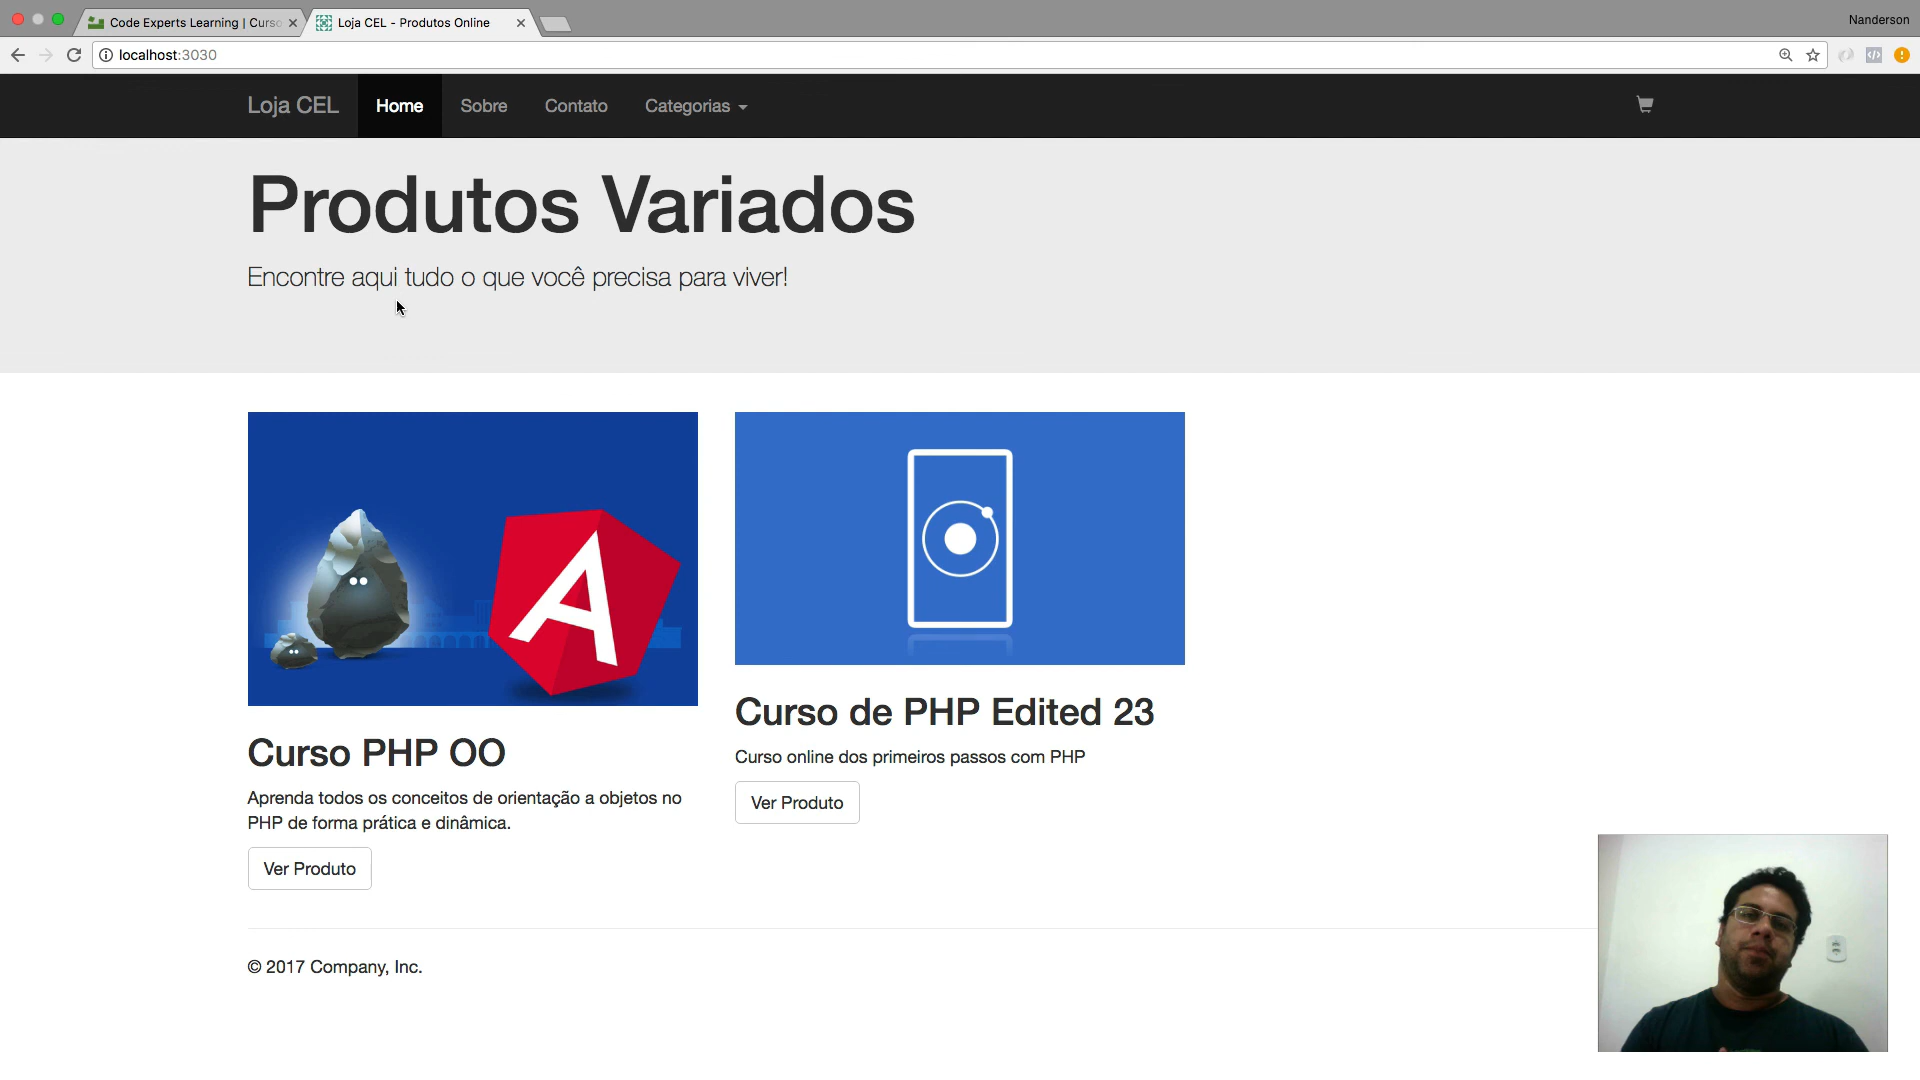 Code Experts Learning | Curso
Loja CEL - Produtos Online
Nanderson
localhost:3030
Loja CEL
Home
Sobre
Contato
Categorias
Produtos Variados
Encontre aqui tudo o que você precisa para viver!
A
Curso PHP OO
Aprenda todos os conceitos de orientação a objetos no
PHP de forma prática e dinâmica.
Ver Produto
Curso de PHP Edited 23
Curso online dos primeiros passos com PHP
Ver Produto
© 2017 Company, Inc.